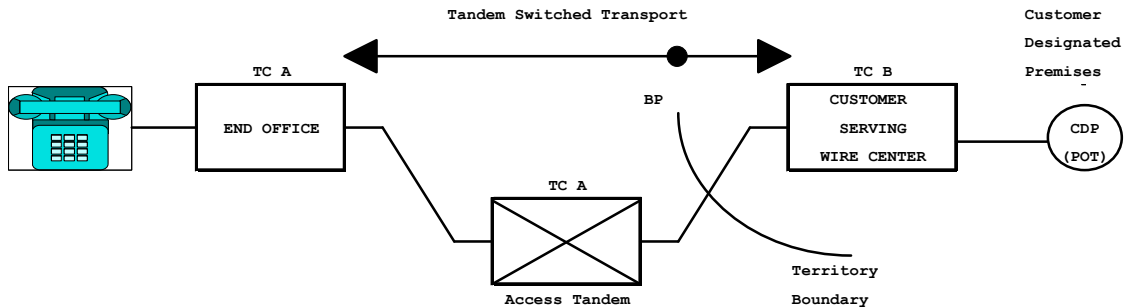 Tandem Switched Transport
Customer
Designated
Premises
-
TC A
TC B
BP
END OFFICE
CUSTOMER
SERVING
WIRE CENTER
CDP
(POT)
TC A
Access Tandem
Territory
Boundary